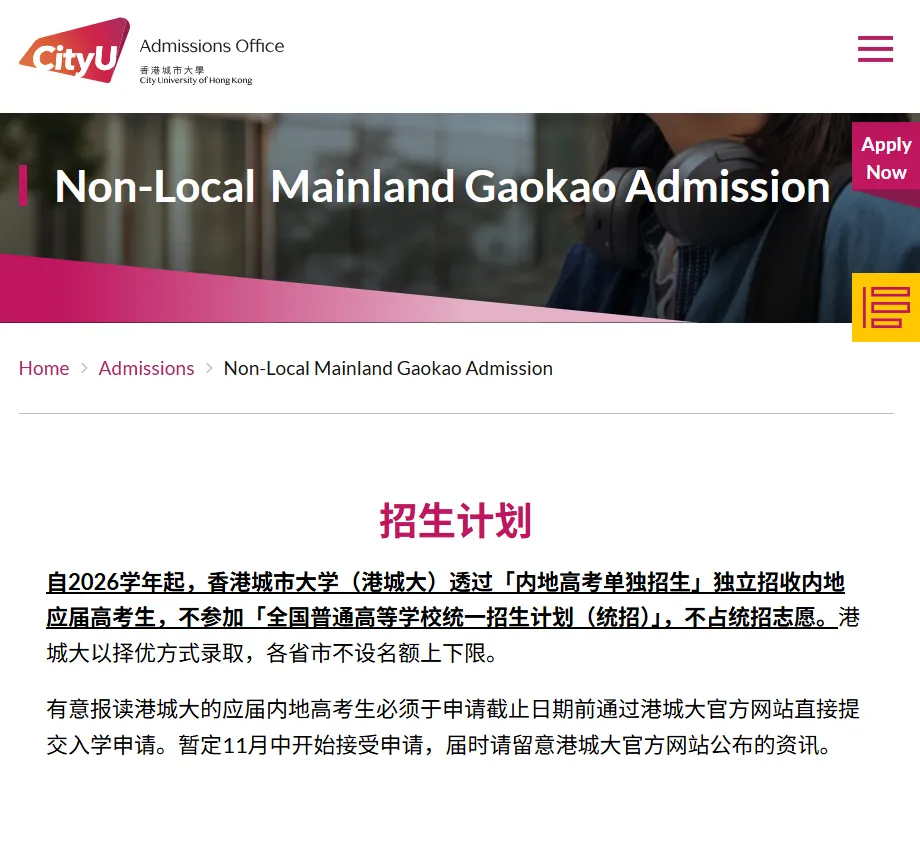 CityU
Admissions Office
香港城市大學
City University of Hong Kong
Apply
Now
Non-Local Mainland Gaokao Admission
Home > Admissions > Non-Local Mainland Gaokao Admission
招生计划
自2026学年起，香港城市大学（港城大）透过「内地高考单独招生」独立招收内地
应届高考生，不参加「全国普通高等学校统一招生计划（统招）」，不占统招志愿。港
城大以择优方式录取，各省市不设名额上下限。
有意报读港城大的应届内地高考生必须于申请截止日期前通过港城大官方网站直接提
交入学申请。暂定11月中开始接受申请，届时请留意港城大官方网站公布的资讯。